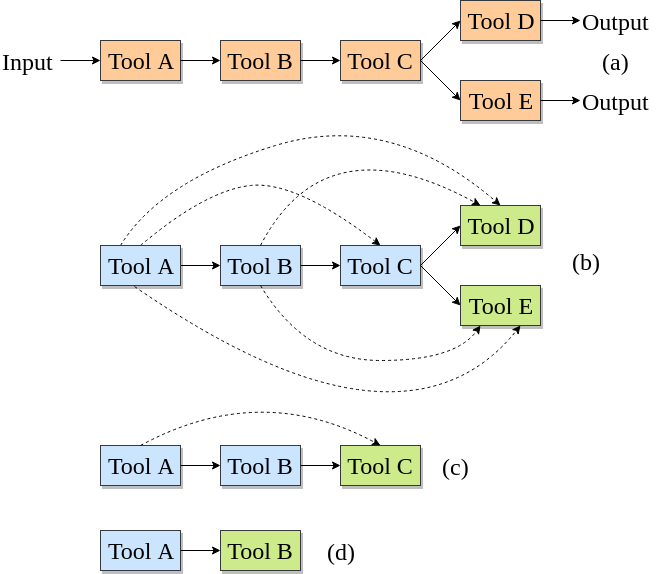 Tool D
Output
Input
Tool A
Tool B
Tool C
(a)
Tool E
Output
Tool D
Tool A
Tool B
Tool C
(b)
Tool E
Tool A
Tool B
Tool C
(c)
Tool A
Tool B
(d)